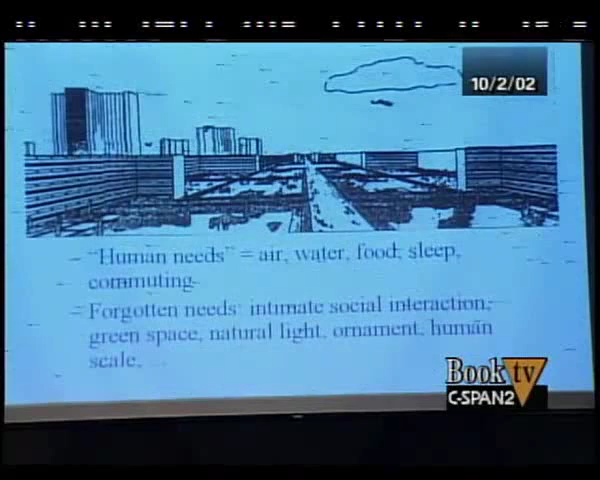 10/2/02
- "Human needs" = air, water, food, sleep,
commuting
- Forgotten needs: intimate social interaction,
green space, natural light, ornament, human
scale, ...
Book tv
C-SPAN2